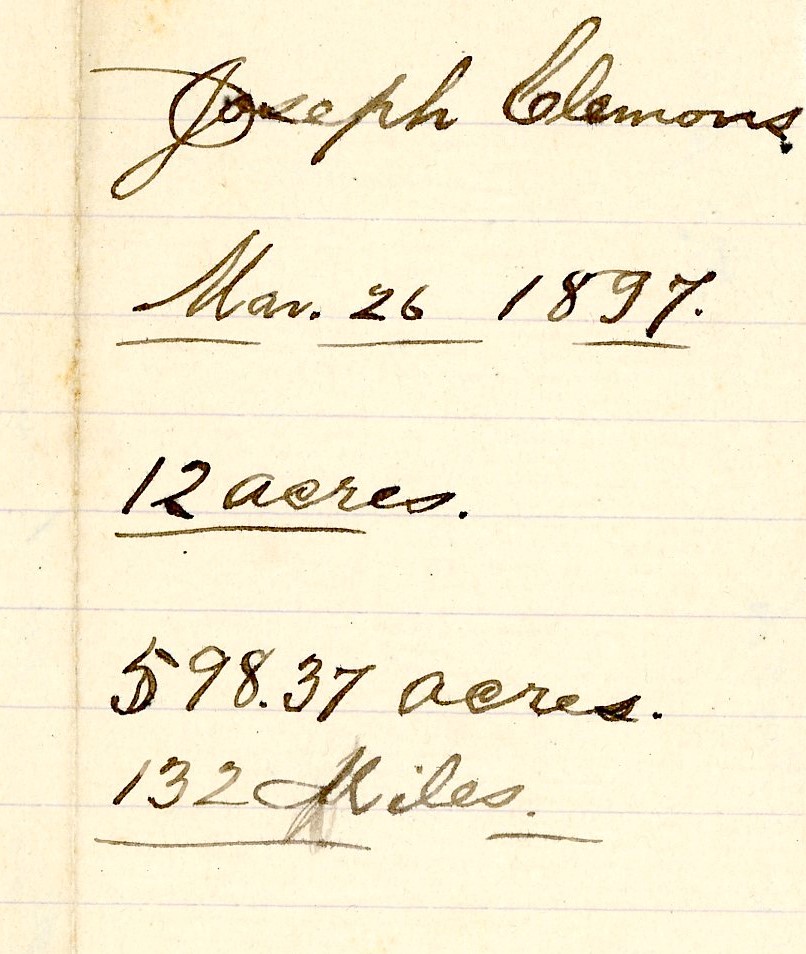 Joseph Clemons.
Mar. 26 1897.
12 acres.
598.37 acres.
132 Miles.